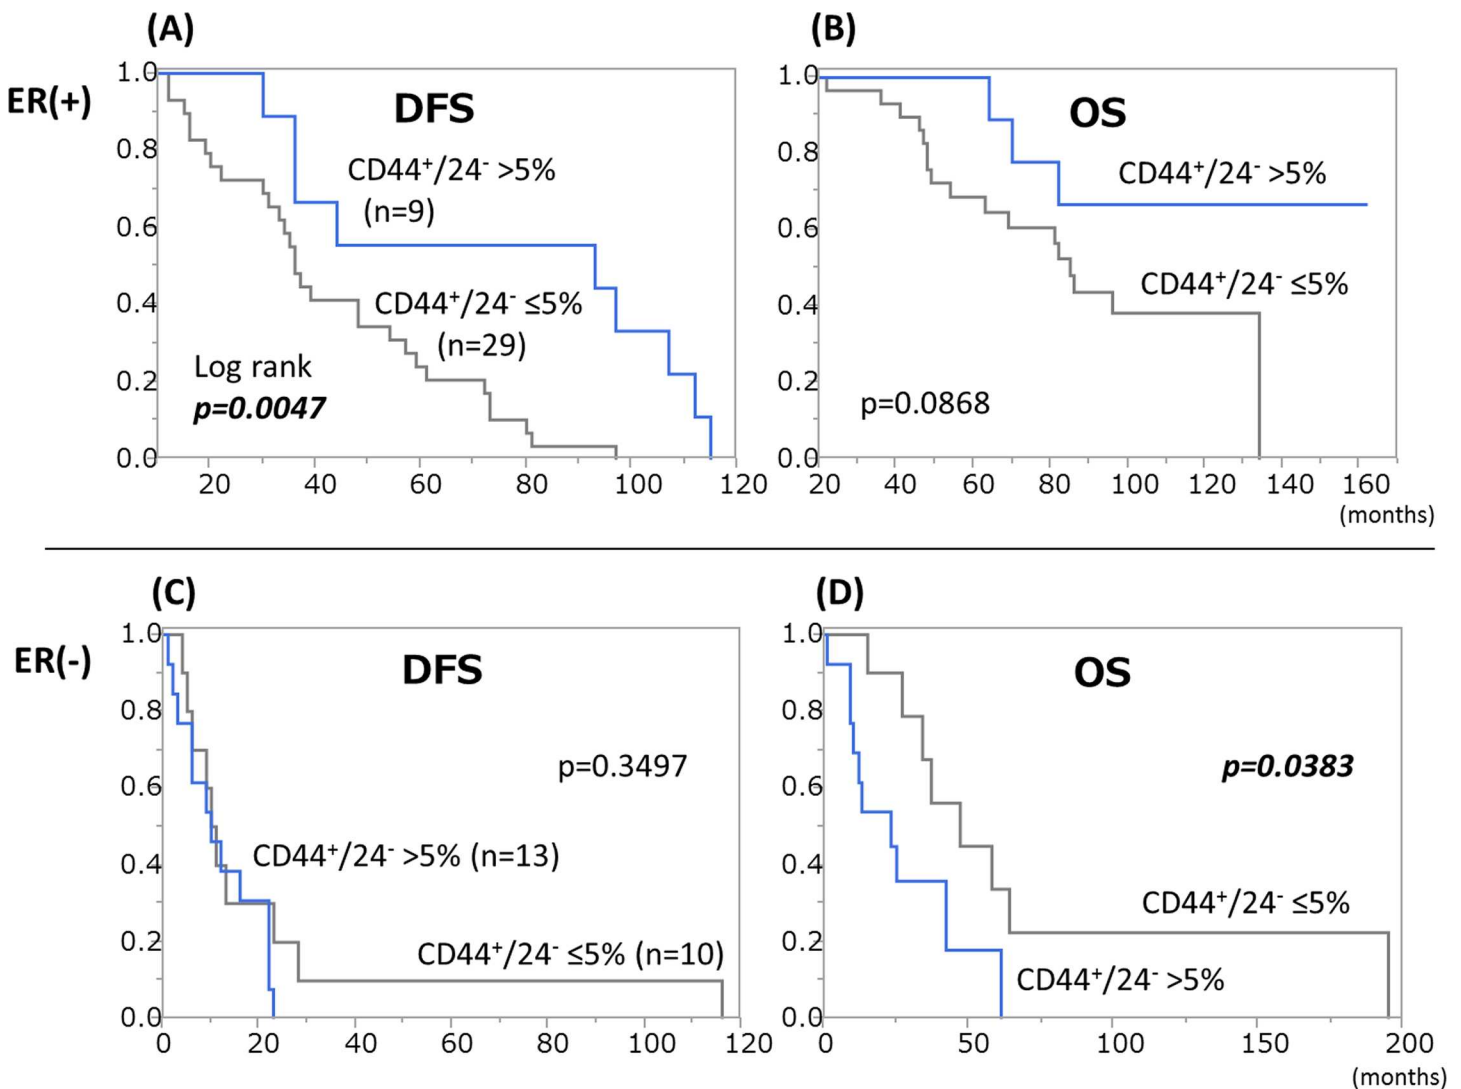 (A)
ER(+)
DFS
CD44⁺/24⁻ >5%
(n=9)
CD44⁺/24⁻ ≤5%
(n=29)
Log rank
p=0.0047
1.0
0.8
0.6
0.4
0.2
0.0
20 40 60 80 100 120
(B)
OS
CD44⁺/24⁻ >5%
CD44⁺/24⁻ ≤5%
p=0.0868
1.0
0.8
0.6
0.4
0.2
0.0
20 40 60 80 100 120 140 160
(months)
(C)
ER(-)
DFS
p=0.3497
CD44⁺/24⁻ >5% (n=13)
CD44⁺/24⁻ ≤5% (n=10)
1.0
0.8
0.6
0.4
0.2
0.0
0 20 40 60 80 100 120
(D)
OS
p=0.0383
CD44⁺/24⁻ ≤5%
CD44⁺/24⁻ >5%
1.0
0.8
0.6
0.4
0.2
0.0
0 50 100 150 200
(months)